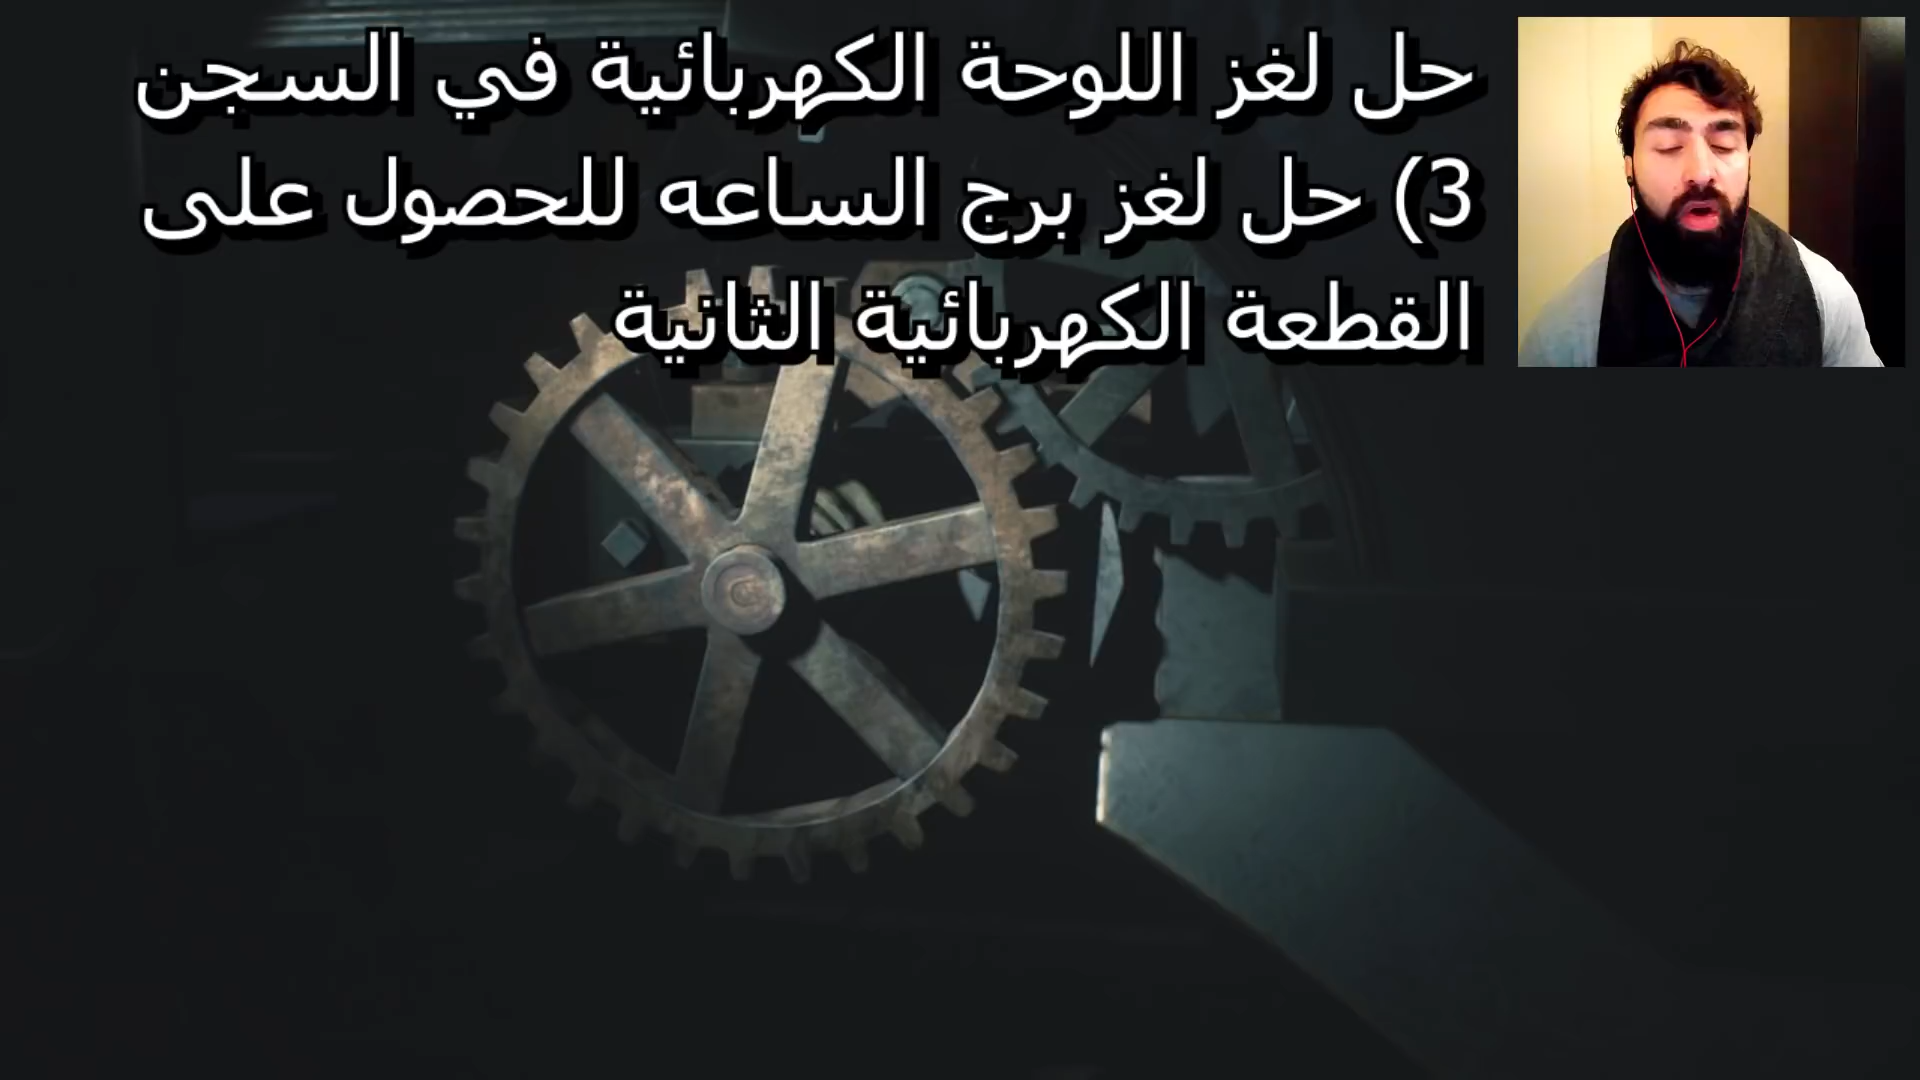 حل لغز اللوحة الكهربائية في السجن
3) حل لغز برج الساعه للحصول على
القطعة الكهربائية الثانية